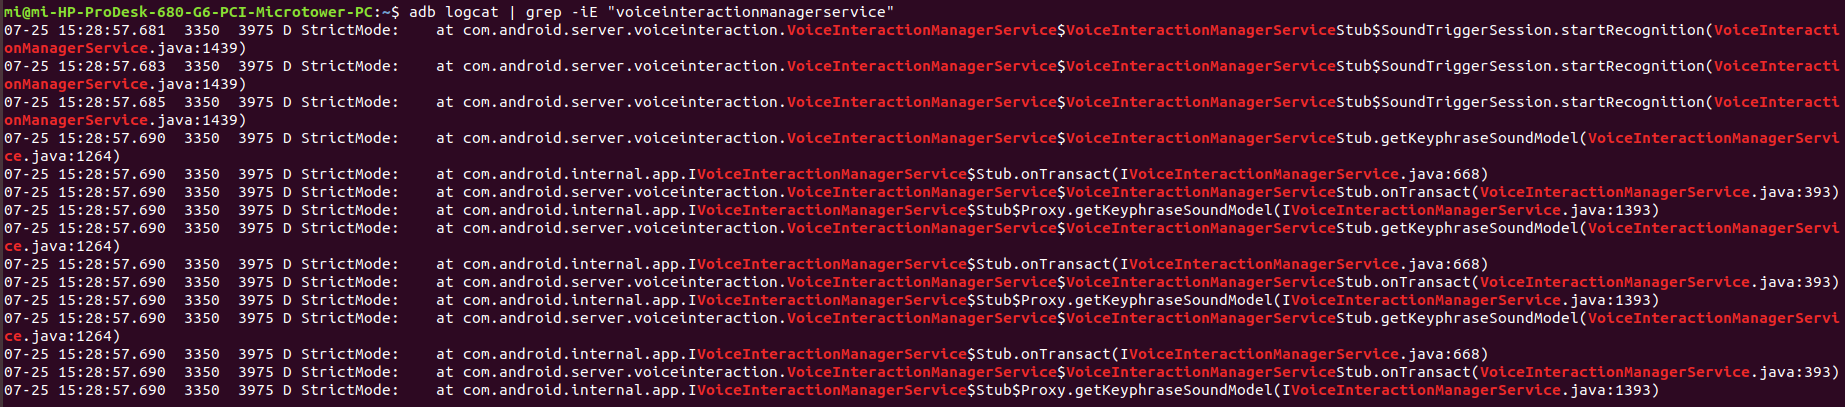 mi@mi-HP-ProDesk-680-G6-PCI-Microtower-PC:~$ adb logcat | grep -iE "voiceinteractionmanagerservice"
07-25 15:28:57.681  3350  3975 D StrictMode:    at com.android.server.voiceinteraction.VoiceInteractionManagerService$VoiceInteractionManagerServiceStub$SoundTriggerSession.startRecognition(VoiceInteracti
onManagerService.java:1439)
07-25 15:28:57.683  3350  3975 D StrictMode:    at com.android.server.voiceinteraction.VoiceInteractionManagerService$VoiceInteractionManagerServiceStub$SoundTriggerSession.startRecognition(VoiceInteracti
onManagerService.java:1439)
07-25 15:28:57.685  3350  3975 D StrictMode:    at com.android.server.voiceinteraction.VoiceInteractionManagerService$VoiceInteractionManagerServiceStub$SoundTriggerSession.startRecognition(VoiceInteracti
onManagerService.java:1439)
07-25 15:28:57.690  3350  3975 D StrictMode:    at com.android.server.voiceinteraction.VoiceInteractionManagerService$VoiceInteractionManagerServiceStub.getKeyphraseSoundModel(VoiceInteractionManagerServi
ce.java:1264)
07-25 15:28:57.690  3350  3975 D StrictMode:    at com.android.internal.app.IVoiceInteractionManagerService$Stub.onTransact(IVoiceInteractionManagerService.java:668)
07-25 15:28:57.690  3350  3975 D StrictMode:    at com.android.server.voiceinteraction.VoiceInteractionManagerService$VoiceInteractionManagerServiceStub.onTransact(VoiceInteractionManagerService.java:393)
07-25 15:28:57.690  3350  3975 D StrictMode:    at com.android.internal.app.IVoiceInteractionManagerService$Stub$Proxy.getKeyphraseSoundModel(IVoiceInteractionManagerService.java:1393)
07-25 15:28:57.690  3350  3975 D StrictMode:    at com.android.server.voiceinteraction.VoiceInteractionManagerService$VoiceInteractionManagerServiceStub.getKeyphraseSoundModel(VoiceInteractionManagerServi
ce.java:1264)
07-25 15:28:57.690  3350  3975 D StrictMode:    at com.android.internal.app.IVoiceInteractionManagerService$Stub.onTransact(IVoiceInteractionManagerService.java:668)
07-25 15:28:57.690  3350  3975 D StrictMode:    at com.android.server.voiceinteraction.VoiceInteractionManagerService$VoiceInteractionManagerServiceStub.onTransact(VoiceInteractionManagerService.java:393)
07-25 15:28:57.690  3350  3975 D StrictMode:    at com.android.internal.app.IVoiceInteractionManagerService$Stub$Proxy.getKeyphraseSoundModel(IVoiceInteractionManagerService.java:1393)
07-25 15:28:57.690  3350  3975 D StrictMode:    at com.android.server.voiceinteraction.VoiceInteractionManagerService$VoiceInteractionManagerServiceStub.getKeyphraseSoundModel(VoiceInteractionManagerServi
ce.java:1264)
07-25 15:28:57.690  3350  3975 D StrictMode:    at com.android.internal.app.IVoiceInteractionManagerService$Stub.onTransact(IVoiceInteractionManagerService.java:668)
07-25 15:28:57.690  3350  3975 D StrictMode:    at com.android.server.voiceinteraction.VoiceInteractionManagerService$VoiceInteractionManagerServiceStub.onTransact(VoiceInteractionManagerService.java:393)
07-25 15:28:57.690  3350  3975 D StrictMode:    at com.android.internal.app.IVoiceInteractionManagerService$Stub$Proxy.getKeyphraseSoundModel(IVoiceInteractionManagerService.java:1393)